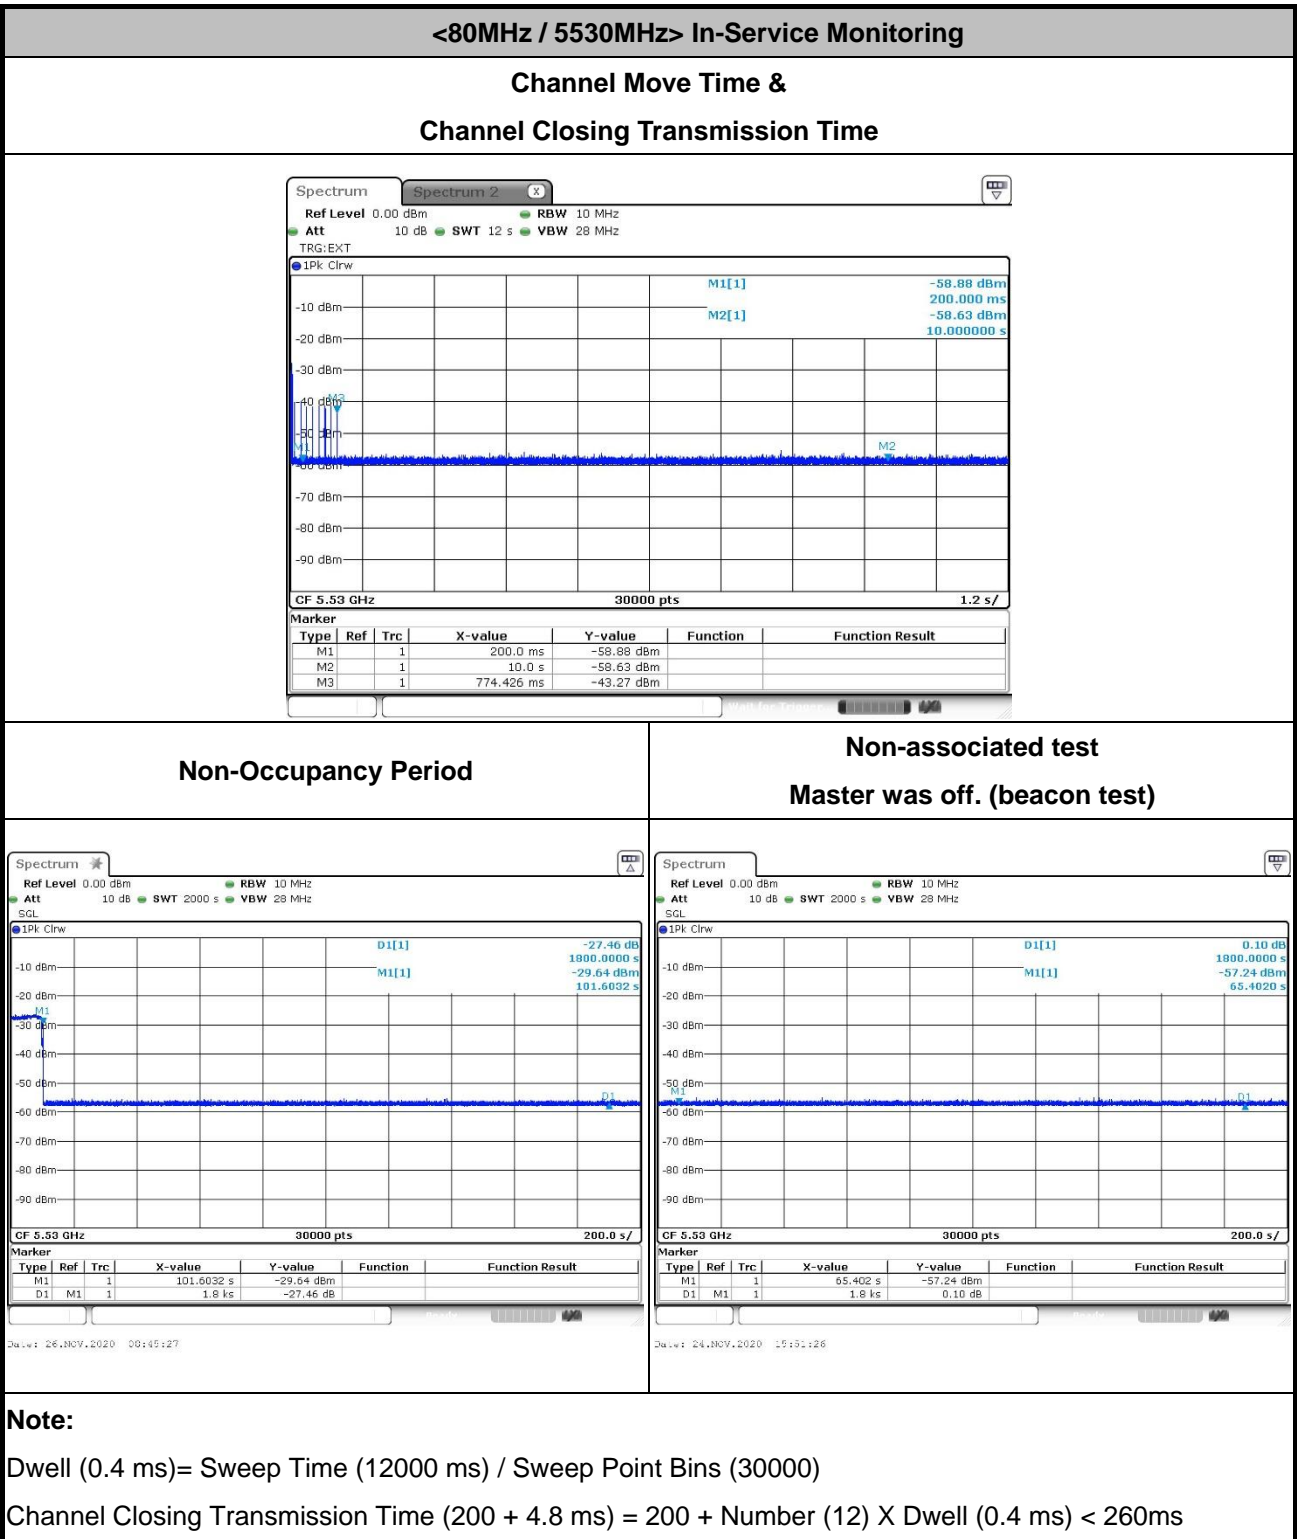 <80MHz / 5530MHz> In-Service Monitoring
Channel Move Time &
Channel Closing Transmission Time
Spectrum Spectrum 2 X
Ref Level 0.00 dBm RBW 10 MHz
Att 10 dB SWT 12 s VBW 28 MHz
TRG:EXT
1Pk Clrw
M1[1] -58.88 dBm
200.000 ms
-10 dBm
M2[1] -58.63 dBm
10.000000 s
-20 dBm
-30 dBm
-40 dBm
M3
-50 dBm
M1
M2
-60 dBm
-70 dBm
-80 dBm
-90 dBm
CF 5.53 GHz 30000 pts 1.2 s/
Marker
Type Ref Trc X-value Y-value Function Function Result
M1 1 200.0 ms -58.88 dBm
M2 1 10.0 s -58.63 dBm
M3 1 774.426 ms -43.27 dBm
Wait for Trigger
Non-Occupancy Period
Non-associated test
Master was off. (beacon test)
Spectrum
Ref Level 0.00 dBm RBW 10 MHz
Att 10 dB SWT 2000 s VBW 28 MHz
SGL
1Pk Clrw
D1[1] -27.46 dB
1800.0000 s
-10 dBm
M1[1] -29.64 dBm
101.6032 s
-20 dBm
M1
-30 dBm
-40 dBm
-50 dBm
D1
-60 dBm
-70 dBm
-80 dBm
-90 dBm
CF 5.53 GHz 30000 pts 200.0 s/
Marker
Type Ref Trc X-value Y-value Function Function Result
M1 1 101.6032 s -29.64 dBm
D1 M1 1 1.8 ks -27.46 dB
Ready
Date: 26.NOV.2020 08:45:27
Spectrum
Ref Level 0.00 dBm RBW 10 MHz
Att 10 dB SWT 2000 s VBW 28 MHz
SGL
1Pk Clrw
D1[1] 0.10 dB
1800.0000 s
-10 dBm
M1[1] -57.24 dBm
65.4020 s
-20 dBm
-30 dBm
-40 dBm
-50 dBm
M1
D1
-60 dBm
-70 dBm
-80 dBm
-90 dBm
CF 5.53 GHz 30000 pts 200.0 s/
Marker
Type Ref Trc X-value Y-value Function Function Result
M1 1 65.402 s -57.24 dBm
D1 M1 1 1.8 ks 0.10 dB
Ready
Date: 24.NOV.2020 15:51:26
Note:
Dwell (0.4 ms)= Sweep Time (12000 ms) / Sweep Point Bins (30000)
Channel Closing Transmission Time (200 + 4.8 ms) = 200 + Number (12) X Dwell (0.4 ms) < 260ms